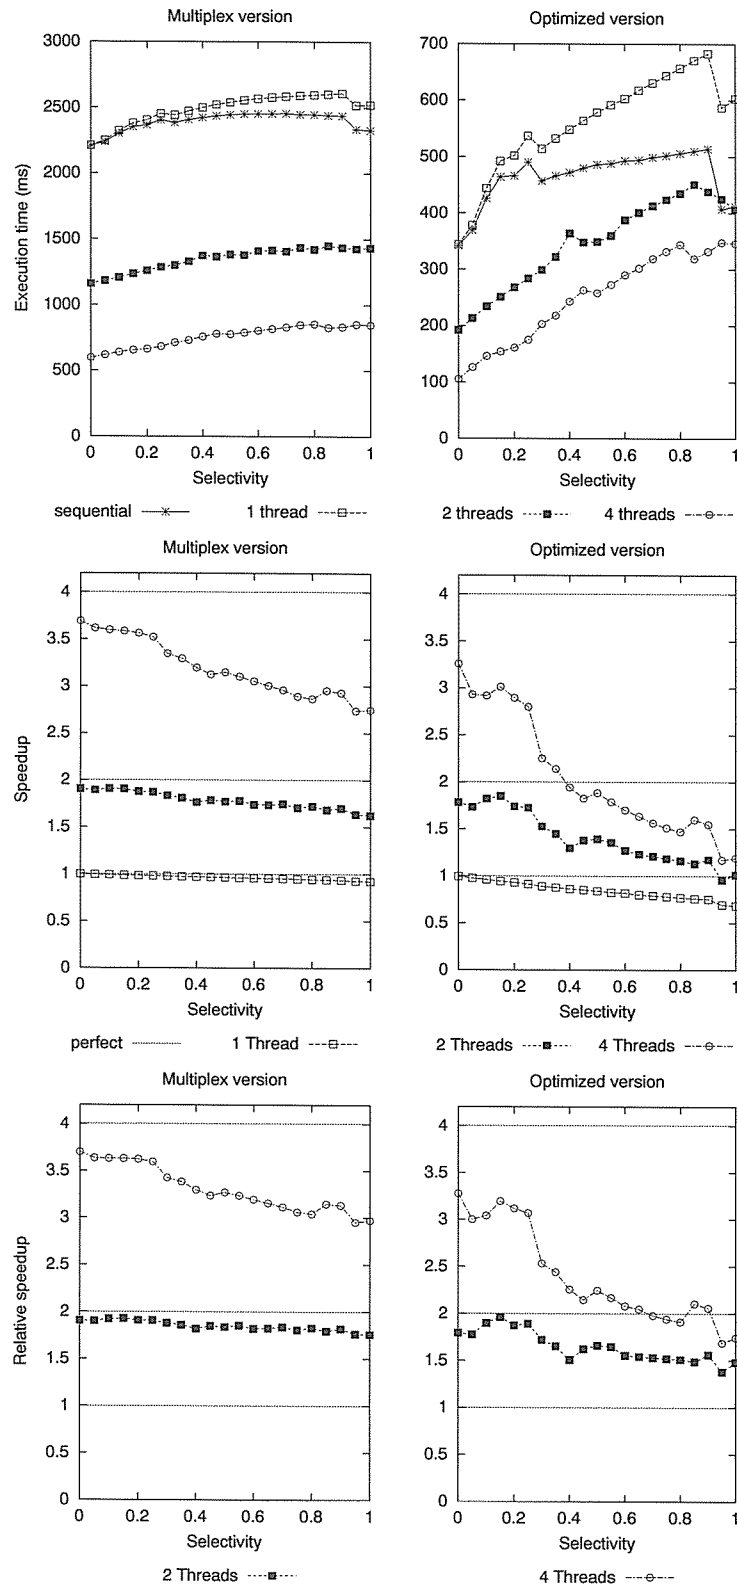 Multiplex version
Optimized version
3000
2500
2000
1500
1000
500
0
Execution time (ms)
0 0.2 0.4 0.6 0.8 1
Selectivity
700
600
500
400
300
200
100
0
0 0.2 0.4 0.6 0.8 1
Selectivity
sequential
1 thread
2 threads
4 threads
Multiplex version
Optimized version
4
3.5
3
2.5
2
1.5
1
0.5
0
Speedup
0 0.2 0.4 0.6 0.8 1
Selectivity
4
3.5
3
2.5
2
1.5
1
0.5
0
0 0.2 0.4 0.6 0.8 1
Selectivity
perfect
1 Thread
2 Threads
4 Threads
Multiplex version
Optimized version
4
3.5
3
2.5
2
1.5
1
0.5
0
Relative speedup
0 0.2 0.4 0.6 0.8 1
Selectivity
4
3.5
3
2.5
2
1.5
1
0.5
0
0 0.2 0.4 0.6 0.8 1
Selectivity
2 Threads
4 Threads